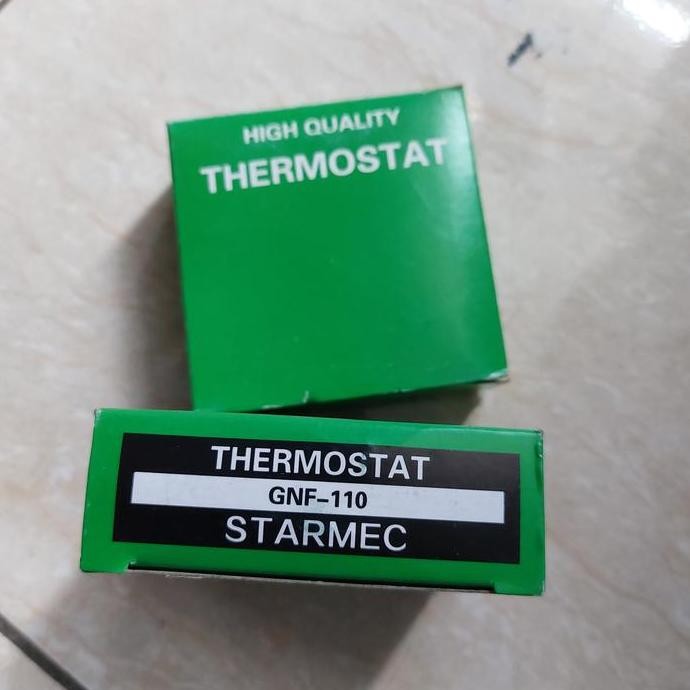 HIGH QUALITY
THERMOSTAT
THERMOSTAT
GNF-110
STARMEC